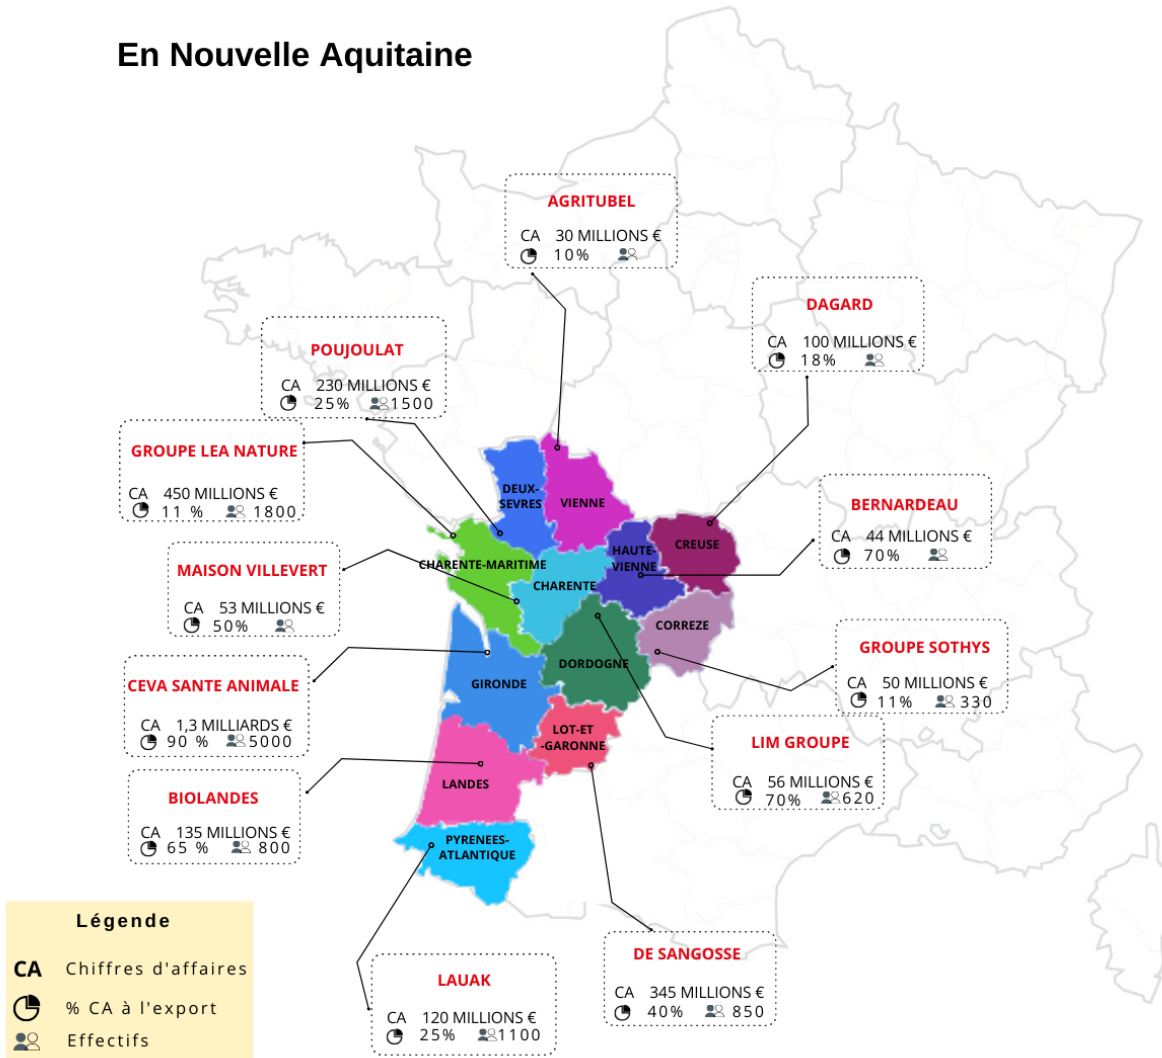 En Nouvelle Aquitaine
AGRITUBEL
CA 30 MILLIONS €
10%
DAGARD
CA 100 MILLIONS €
18%
POUJOULAT
CA 230 MILLIONS €
25% 1500
GROUPE LEA NATURE
CA 450 MILLIONS €
11 % 1800
BERNARDEAU
CA 44 MILLIONS €
70%
MAISON VILLEVERT
CA 53 MILLIONS €
50%
GROUPE SOTHYS
CA 50 MILLIONS €
11% 330
CEVA SANTE ANIMALE
CA 1,3 MILLIARDS €
90 % 5000
LIM GROUPE
CA 56 MILLIONS €
70% 620
BIOLANDES
CA 135 MILLIONS €
65 % 800
DE SANGOSSE
CA 345 MILLIONS €
40% 850
LAUAK
CA 120 MILLIONS €
25% 1100
DEUX-
SEVRES
VIENNE
CHARENTE-MARITIME
CHARENTE
HAUTE-
VIENNE
CREUSE
CORREZE
DORDOGNE
GIRONDE
LOT-ET
-GARONNE
LANDES
PYRENEES-
ATLANTIQUE
Légende
CA Chiffres d'affaires
% CA à l'export
Effectifs